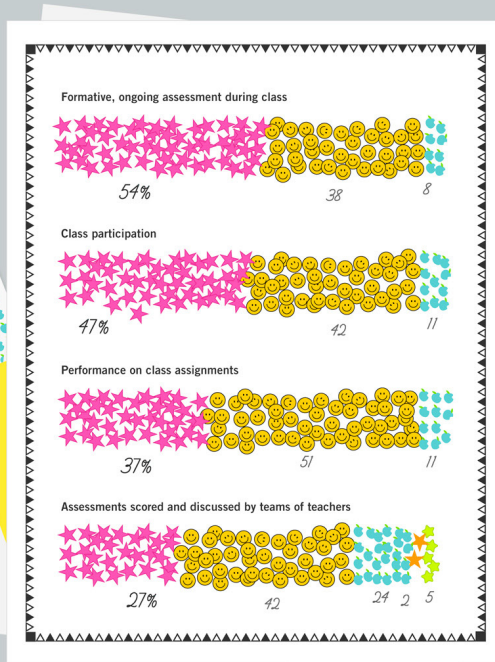 Formative, ongoing assessment during class
54% 38 8
Class participation
47% 42 11
Performance on class assignments
37% 51 11
Assessments scored and discussed by teams of teachers
27% 42 24 2 5